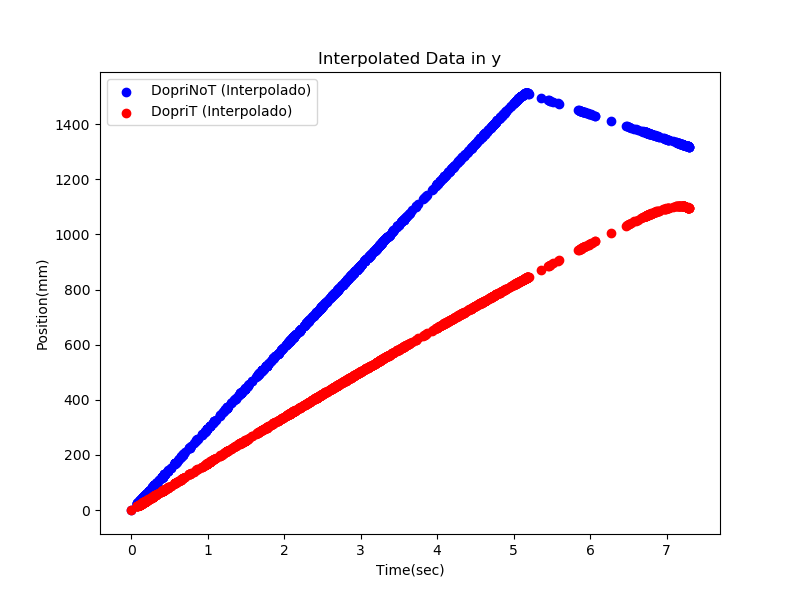 Interpolated Data in y
DopriNoT (Interpolado)
DopriT (Interpolado)
1400
1200
1000
800
600
400
200
0
Position(mm)
0 1 2 3 4 5 6 7
Time(sec)